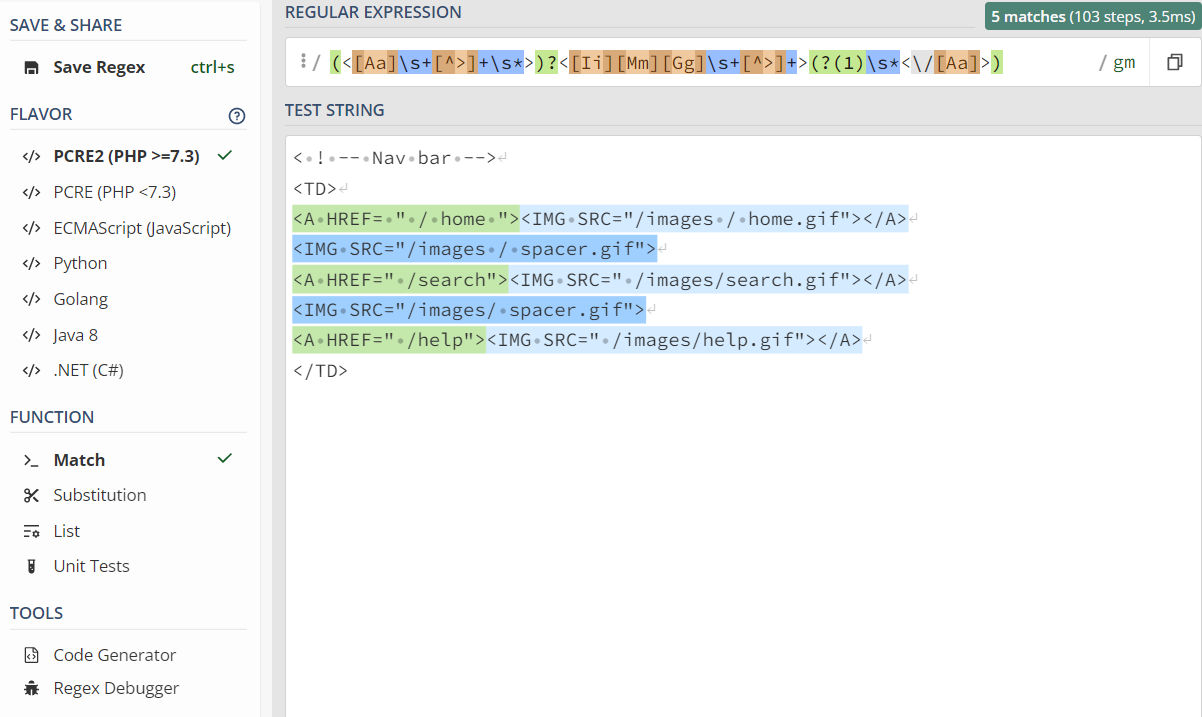 SAVE & SHARE
Save Regex ctrl+s
FLAVOR
</> PCRE2 (PHP >=7.3)
</> PCRE (PHP <7.3)
</> ECMAScript (JavaScript)
</> Python
</> Golang
</> Java 8
</> .NET (C#)
FUNCTION
>_ Match
Substitution
List
Unit Tests
TOOLS
Code Generator
Regex Debugger
REGULAR EXPRESSION
5 matches (103 steps, 3.5ms)
/ (<[Aa]\s+[^>]+\s*>)?<[Ii][Mm][Gg]\s+[^>]+>(?(1)\s*<\/[Aa]>) / gm
TEST STRING
<·!·--·Nav·bar·-->↵
<TD>↵
<A·HREF=·"·/·home·"><IMG·SRC="/images·/·home.gif"></A>↵
<IMG·SRC="/images·/·spacer.gif">↵
<A·HREF="·/search"><IMG·SRC="·/images/search.gif"></A>↵
<IMG·SRC="/images/·spacer.gif">↵
<A·HREF="·/help"><IMG·SRC="·/images/help.gif"></A>↵
</TD>